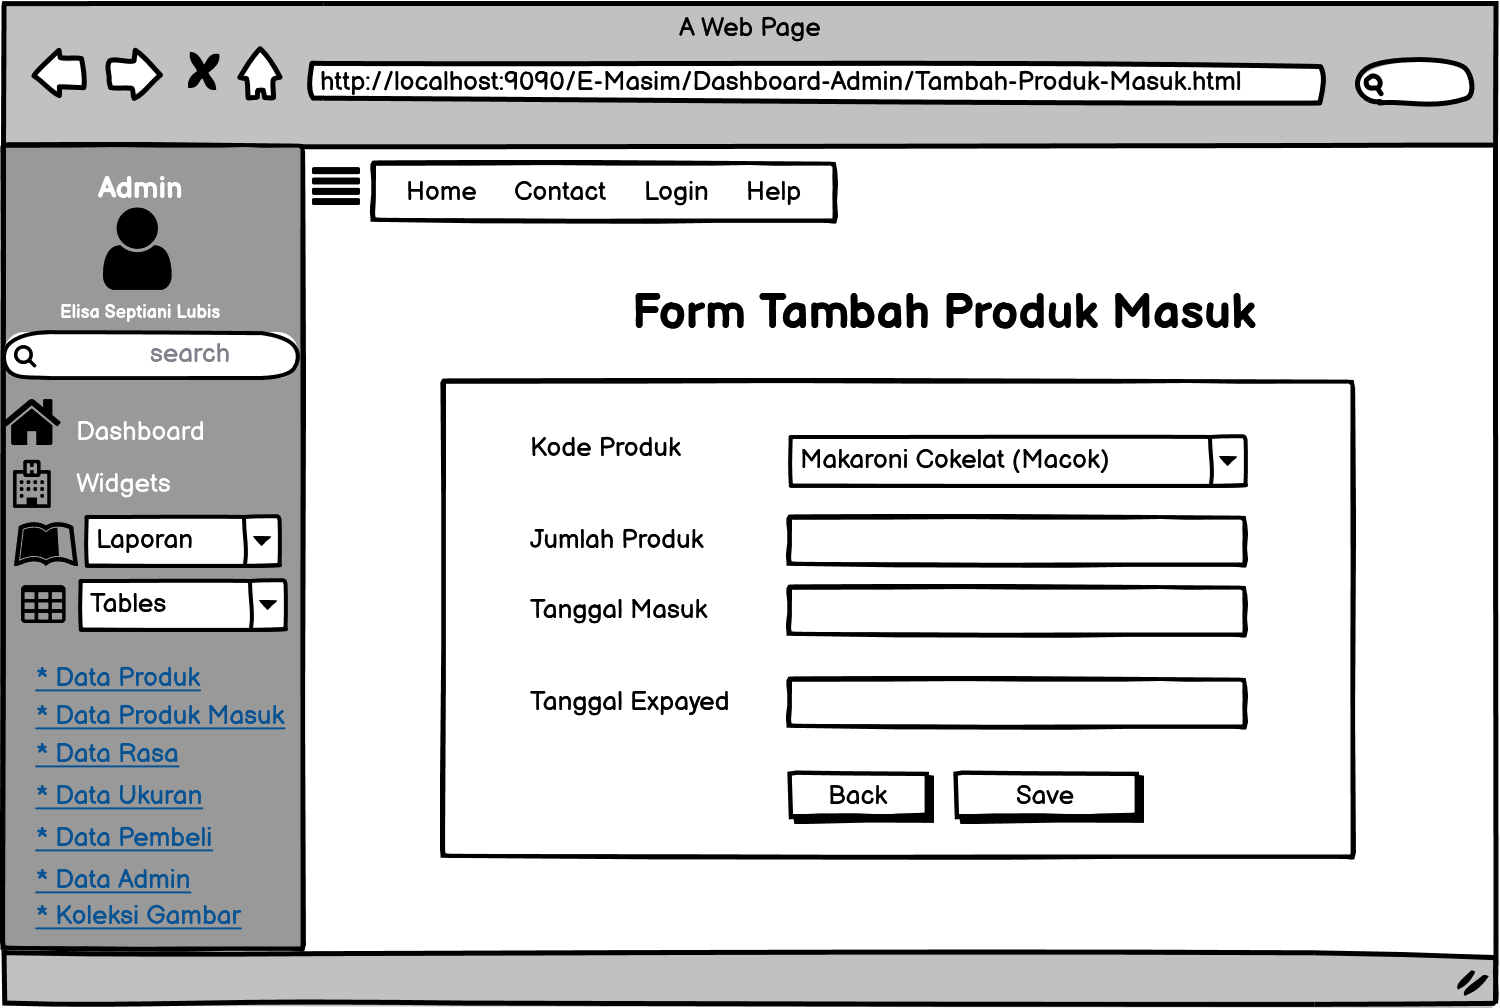 A Web Page
http://localhost:9090/E-Masim/Dashboard-Admin/Tambah-Produk-Masuk.html
Admin
Elisa Septiani Lubis
search
Dashboard
Widgets
Laporan
Tables
* Data Produk
* Data Produk Masuk
* Data Rasa
* Data Ukuran
* Data Pembeli
* Data Admin
* Koleksi Gambar
Home Contact Login Help
Form Tambah Produk Masuk
Kode Produk Makaroni Cokelat (Macok)
Jumlah Produk
Tanggal Masuk
Tanggal Expayed
Back Save